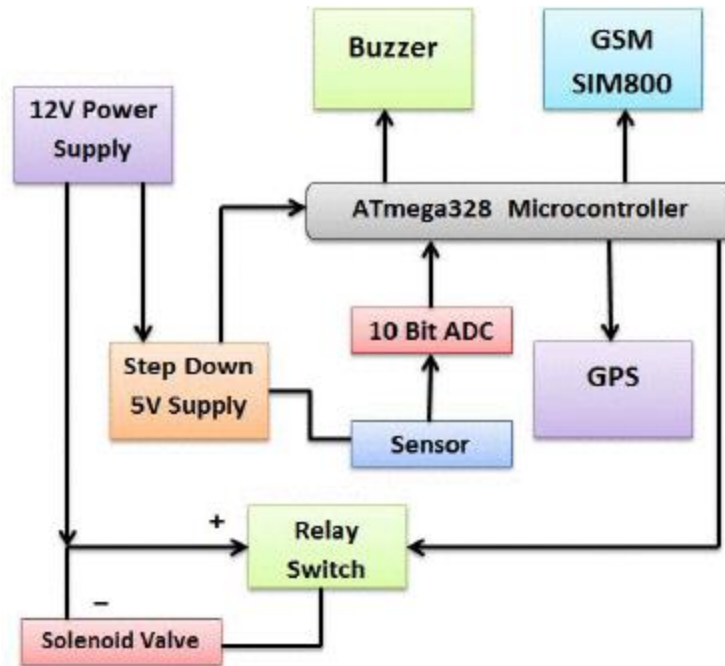 Buzzer
GSM
SIM800
12V Power
Supply
ATmega328 Microcontroller
10 Bit ADC
Step Down
5V Supply
GPS
Sensor
+
Relay
Switch
–
Solenoid Valve